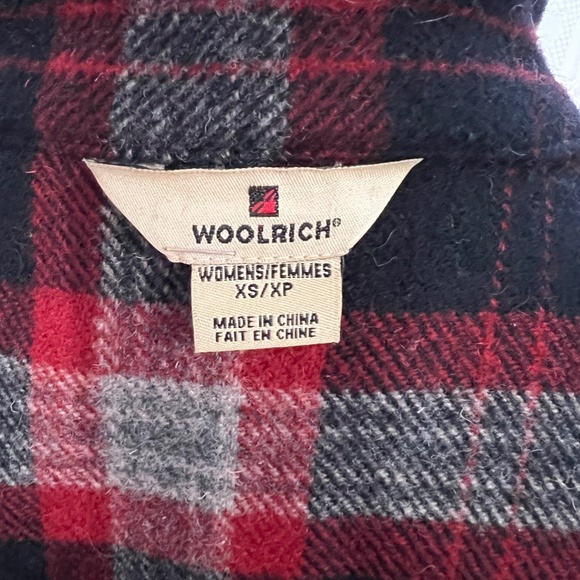 WOOLRICH®
WOMENS/FEMMES
XS/XP
MADE IN CHINA
FAIT EN CHINE